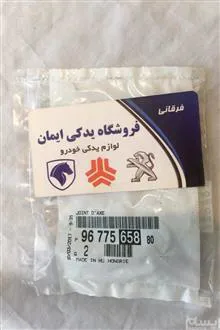 فرقانی
فروشگاه یدکی ایمان
لوازم یدکی خودرو
JOINT D'AXE
P 96 775 658 80
Q 2
MADE IN HU HONGRIE